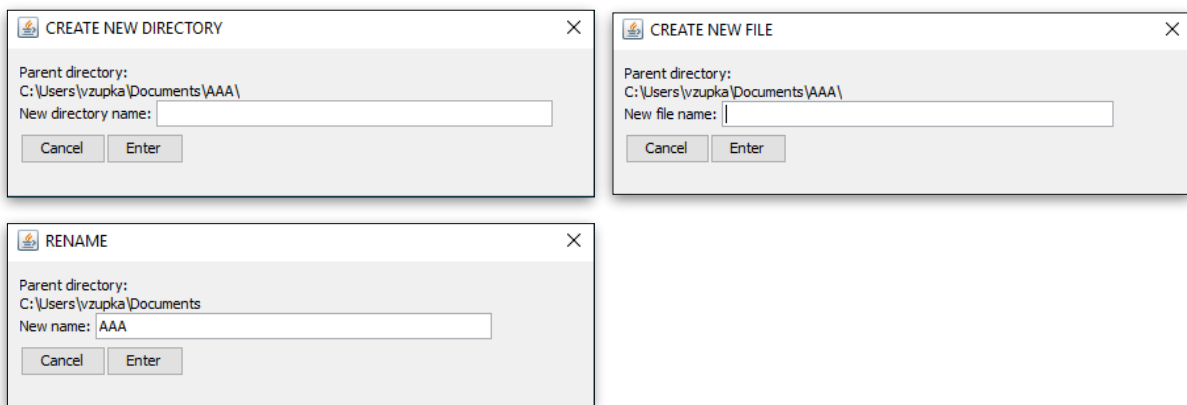 CREATE NEW DIRECTORY
Parent directory:
C:\Users\vzupka\Documents\AAA\
New directory name:
Cancel Enter
CREATE NEW FILE
Parent directory:
C:\Users\vzupka\Documents\AAA\
New file name:
Cancel Enter
RENAME
Parent directory:
C:\Users\vzupka\Documents
New name: AAA
Cancel Enter